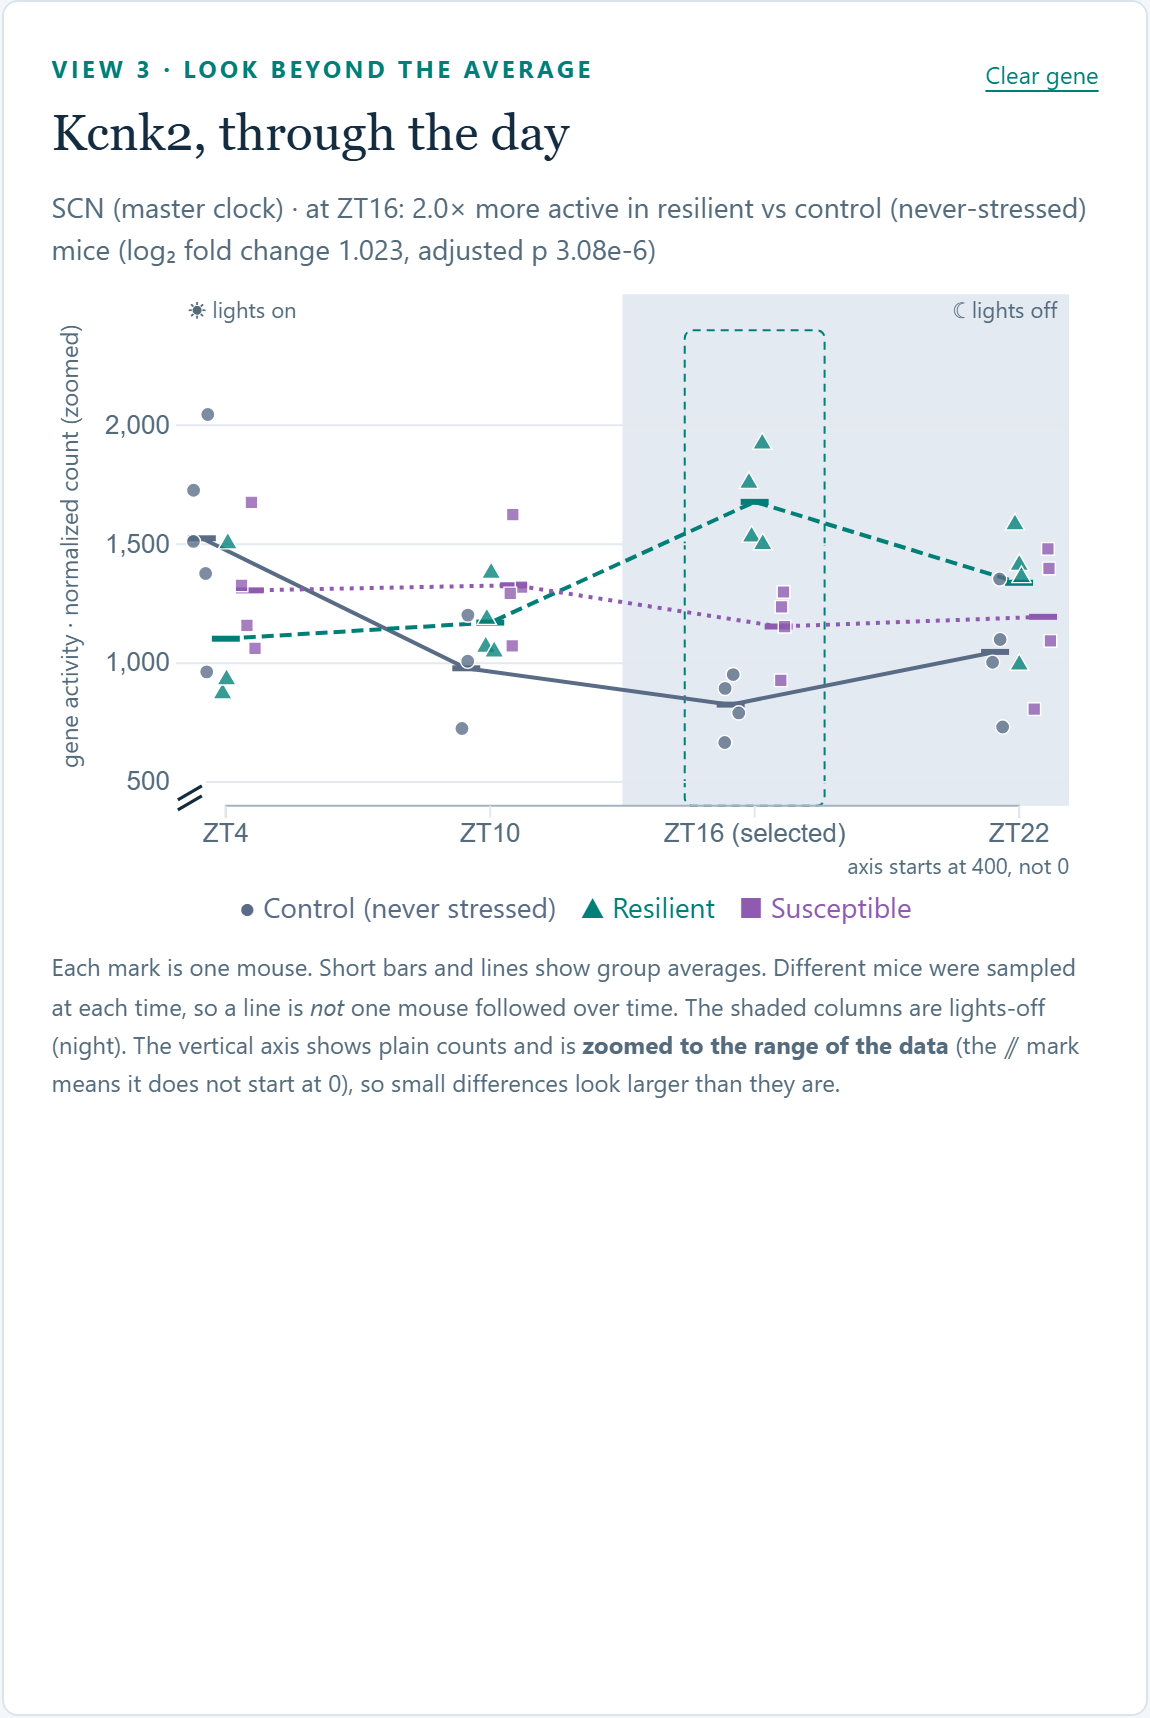 VIEW 3 · LOOK BEYOND THE AVERAGE
Clear gene
Kcnk2, through the day
SCN (master clock) · at ZT16: 2.0× more active in resilient vs control (never-stressed)
mice (log₂ fold change 1.023, adjusted p 3.08e-6)
☀ lights on
☾ lights off
gene activity · normalized count (zoomed)
2,000
1,500
1,000
500
ZT4
ZT10
ZT16 (selected)
ZT22
axis starts at 400, not 0
Control (never stressed)
Resilient
Susceptible
Each mark is one mouse. Short bars and lines show group averages. Different mice were sampled
at each time, so a line is not one mouse followed over time. The shaded columns are lights-off
(night). The vertical axis shows plain counts and is zoomed to the range of the data (the ⫽ mark
means it does not start at 0), so small differences look larger than they are.